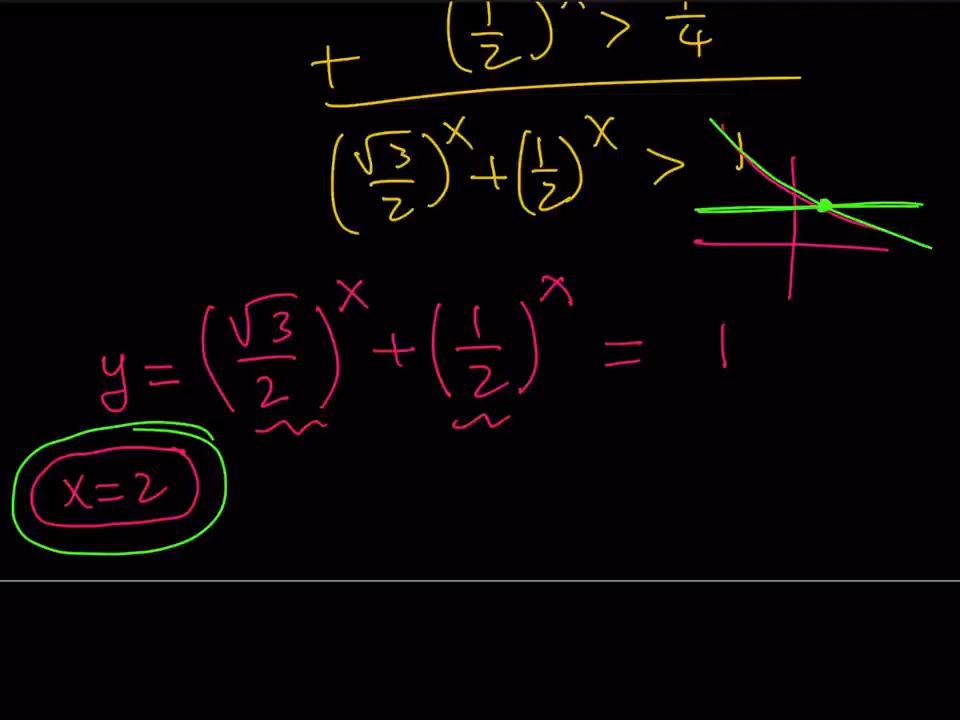 + (1/2)^x > 1/4
(√3/2)^x + (1/2)^x > 1
y = (√3/2)^x + (1/2)^x = 1
x=2